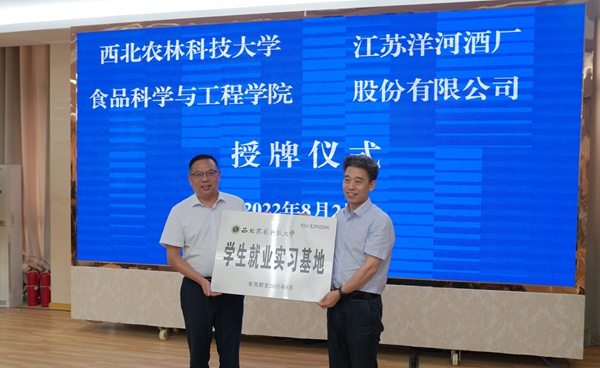 西北农林科技大学 江苏洋河酒厂
食品科学与工程学院 股份有限公司
授牌仪式
2022年8月2
西北农林科技大学
NO:X202206
学生就业实习基地